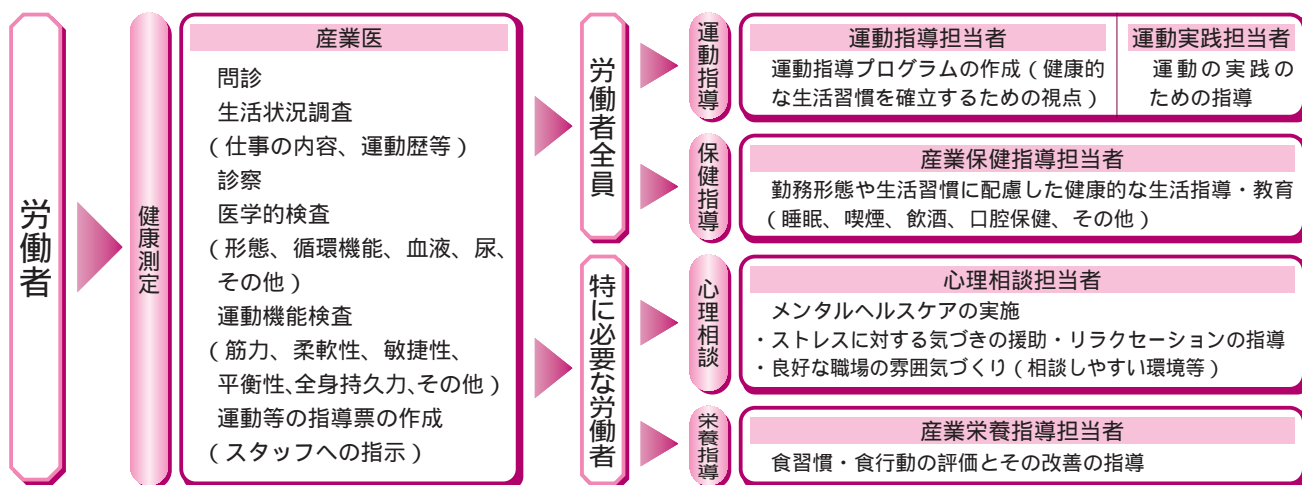 労働者
健康測定
産業医
問診
生活状況調査
（仕事の内容、運動歴等）
診察
医学的検査
（形態、循環機能、血液、尿、
その他）
運動機能検査
（筋力、柔軟性、敏捷性、
平衡性、全身持久力、その他）
運動等の指導票の作成
（スタッフへの指示）
労働者全員
運動指導
運動指導担当者
運動指導プログラムの作成（健康的
な生活習慣を確立するための視点）
運動実践担当者
運動の実践の
ための指導
保健指導
産業保健指導担当者
勤務形態や生活習慣に配慮した健康的な生活指導・教育
（睡眠、喫煙、飲酒、口腔保健、その他）
特に必要な労働者
心理相談
心理相談担当者
メンタルヘルスケアの実施
・ストレスに対する気づきの援助・リラクセーションの指導
・良好な職場の雰囲気づくり（相談しやすい環境等）
栄養指導
産業栄養指導担当者
食習慣・食行動の評価とその改善の指導